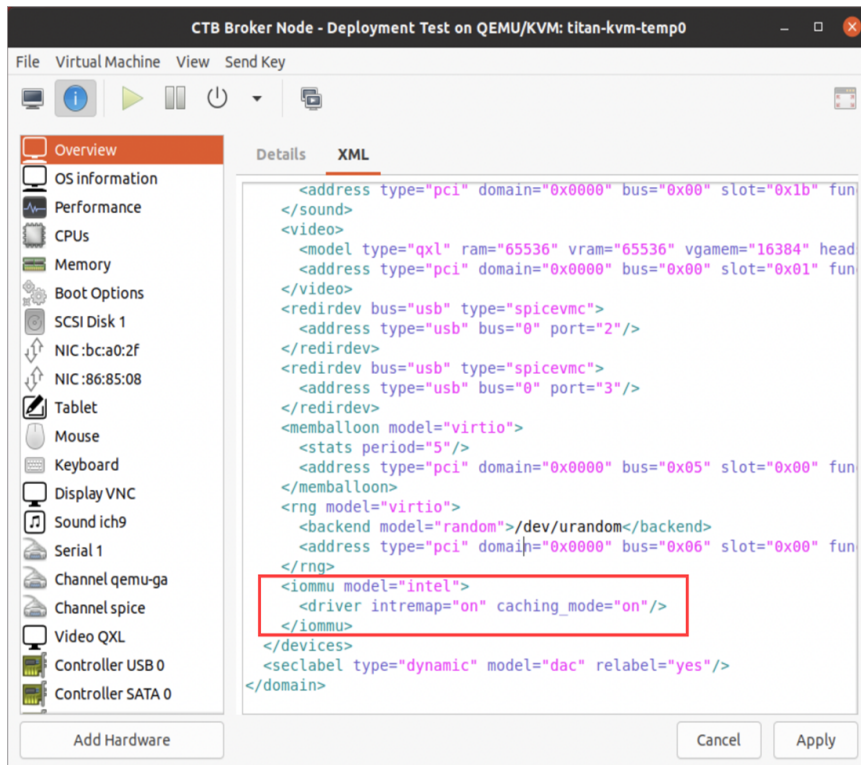 CTB Broker Node - Deployment Test on QEMU/KVM: titan-kvm-temp0
File Virtual Machine View Send Key
Overview
OS information
Performance
CPUs
Memory
Boot Options
SCSI Disk 1
NIC :bc:a0:2f
NIC :86:85:08
Tablet
Mouse
Keyboard
Display VNC
Sound ich9
Serial 1
Channel qemu-ga
Channel spice
Video QXL
Controller USB 0
Controller SATA 0
Add Hardware
Details XML
<address type="pci" domain="0x0000" bus="0x00" slot="0x1b" fun
</sound>
<video>
<model type="qxl" ram="65536" vram="65536" vgamem="16384" head
<address type="pci" domain="0x0000" bus="0x00" slot="0x01" fun
</video>
<redirdev bus="usb" type="spicevmc">
<address type="usb" bus="0" port="2"/>
</redirdev>
<redirdev bus="usb" type="spicevmc">
<address type="usb" bus="0" port="3"/>
</redirdev>
<memballoon model="virtio">
<stats period="5"/>
<address type="pci" domain="0x0000" bus="0x05" slot="0x00" fun
</memballoon>
<rng model="virtio">
<backend model="random">/dev/urandom</backend>
<address type="pci" domain="0x0000" bus="0x06" slot="0x00" fun
</rng>
<iommu model="intel">
<driver intremap="on" caching_mode="on"/>
</iommu>
</devices>
<seclabel type="dynamic" model="dac" relabel="yes"/>
</domain>
Cancel Apply